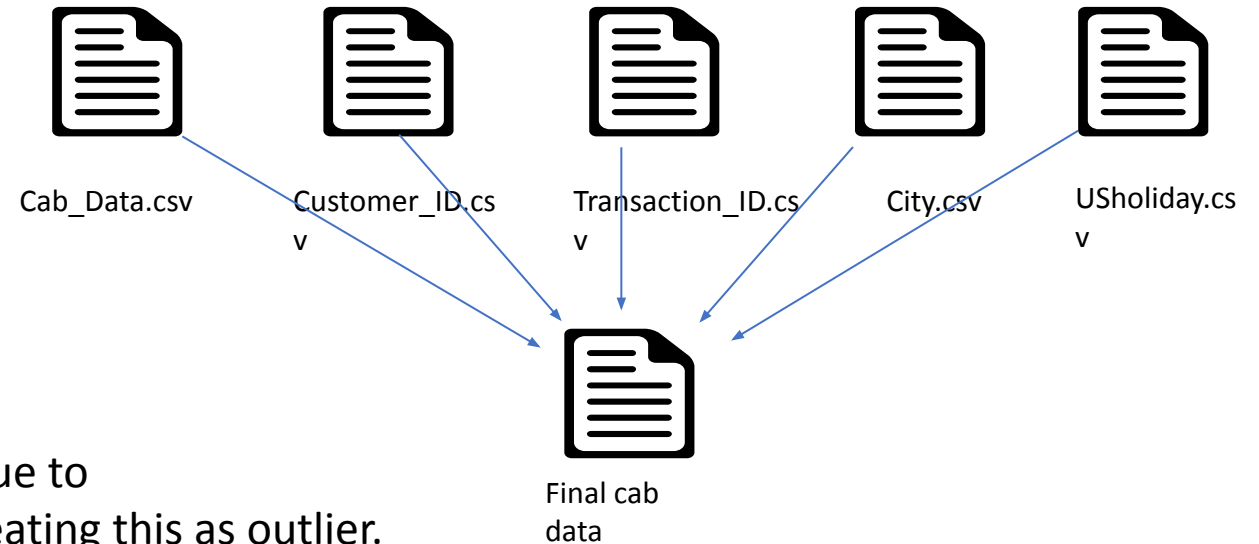 Cab_Data.csv
Customer_ID.cs
v
Transaction_ID.cs
v
City.csv
USholiday.cs
v
Final cab
data
ue to
eating this as outlier.